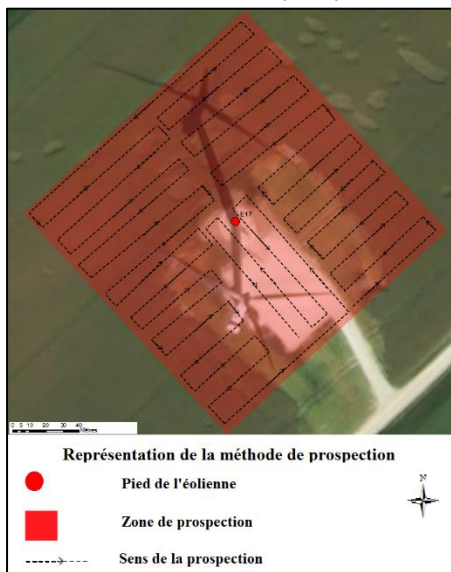 E17
0 5 10 20 30 40
Mètres
Représentation de la méthode de prospection
Pied de l'éolienne
N
Zone de prospection
Sens de la prospection